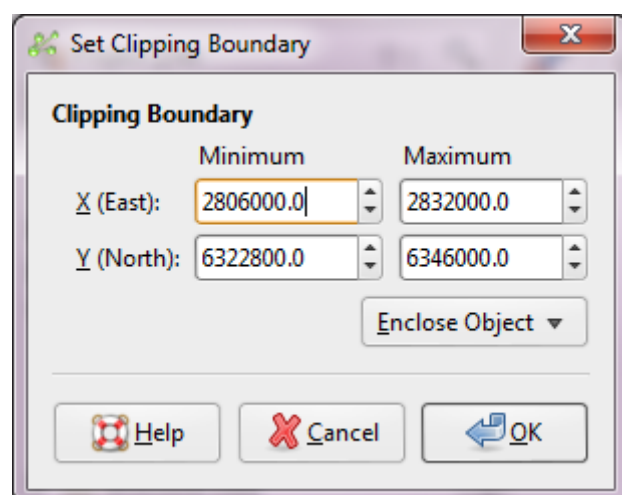 Set Clipping Boundary
Clipping Boundary
Minimum Maximum
X (East): 2806000.0 2832000.0
Y (North): 6322800.0 6346000.0
Enclose Object
Help Cancel OK